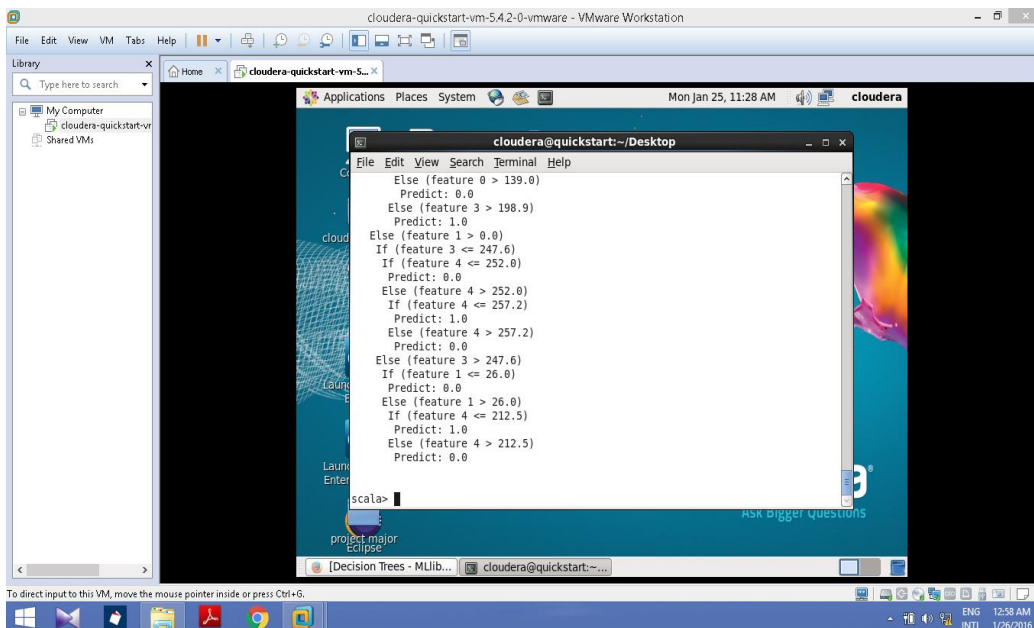 cloudera-quickstart-vm-5.4.2-0-vmware - VMware Workstation
File Edit View VM Tabs Help
Library
Type here to search
My Computer
cloudera-quickstart-vr
Shared VMs
Home
cloudera-quickstart-vm-5...
Applications Places System
Mon Jan 25, 11:28 AM
cloudera
cloudera@quickstart:~/Desktop
File Edit View Search Terminal Help
Else (feature 0 > 139.0)
Predict: 0.0
Else (feature 3 > 198.9)
Predict: 1.0
Else (feature 1 > 0.0)
If (feature 3 <= 247.6)
If (feature 4 <= 252.0)
Predict: 0.0
Else (feature 4 > 252.0)
If (feature 4 <= 257.2)
Predict: 1.0
Else (feature 4 > 257.2)
Predict: 0.0
Else (feature 3 > 247.6)
If (feature 1 <= 26.0)
Predict: 0.0
Else (feature 1 > 26.0)
If (feature 4 <= 212.5)
Predict: 1.0
Else (feature 4 > 212.5)
Predict: 0.0
scala>
cloud
Laun
Laun
Enter
Ask Bigger Questions
project major
Eclipse
[Decision Trees - MLlib...
cloudera@quickstart:~...
To direct input to this VM, move the mouse pointer inside or press Ctrl+G.
ENG
INTL
12:58 AM
1/26/2016